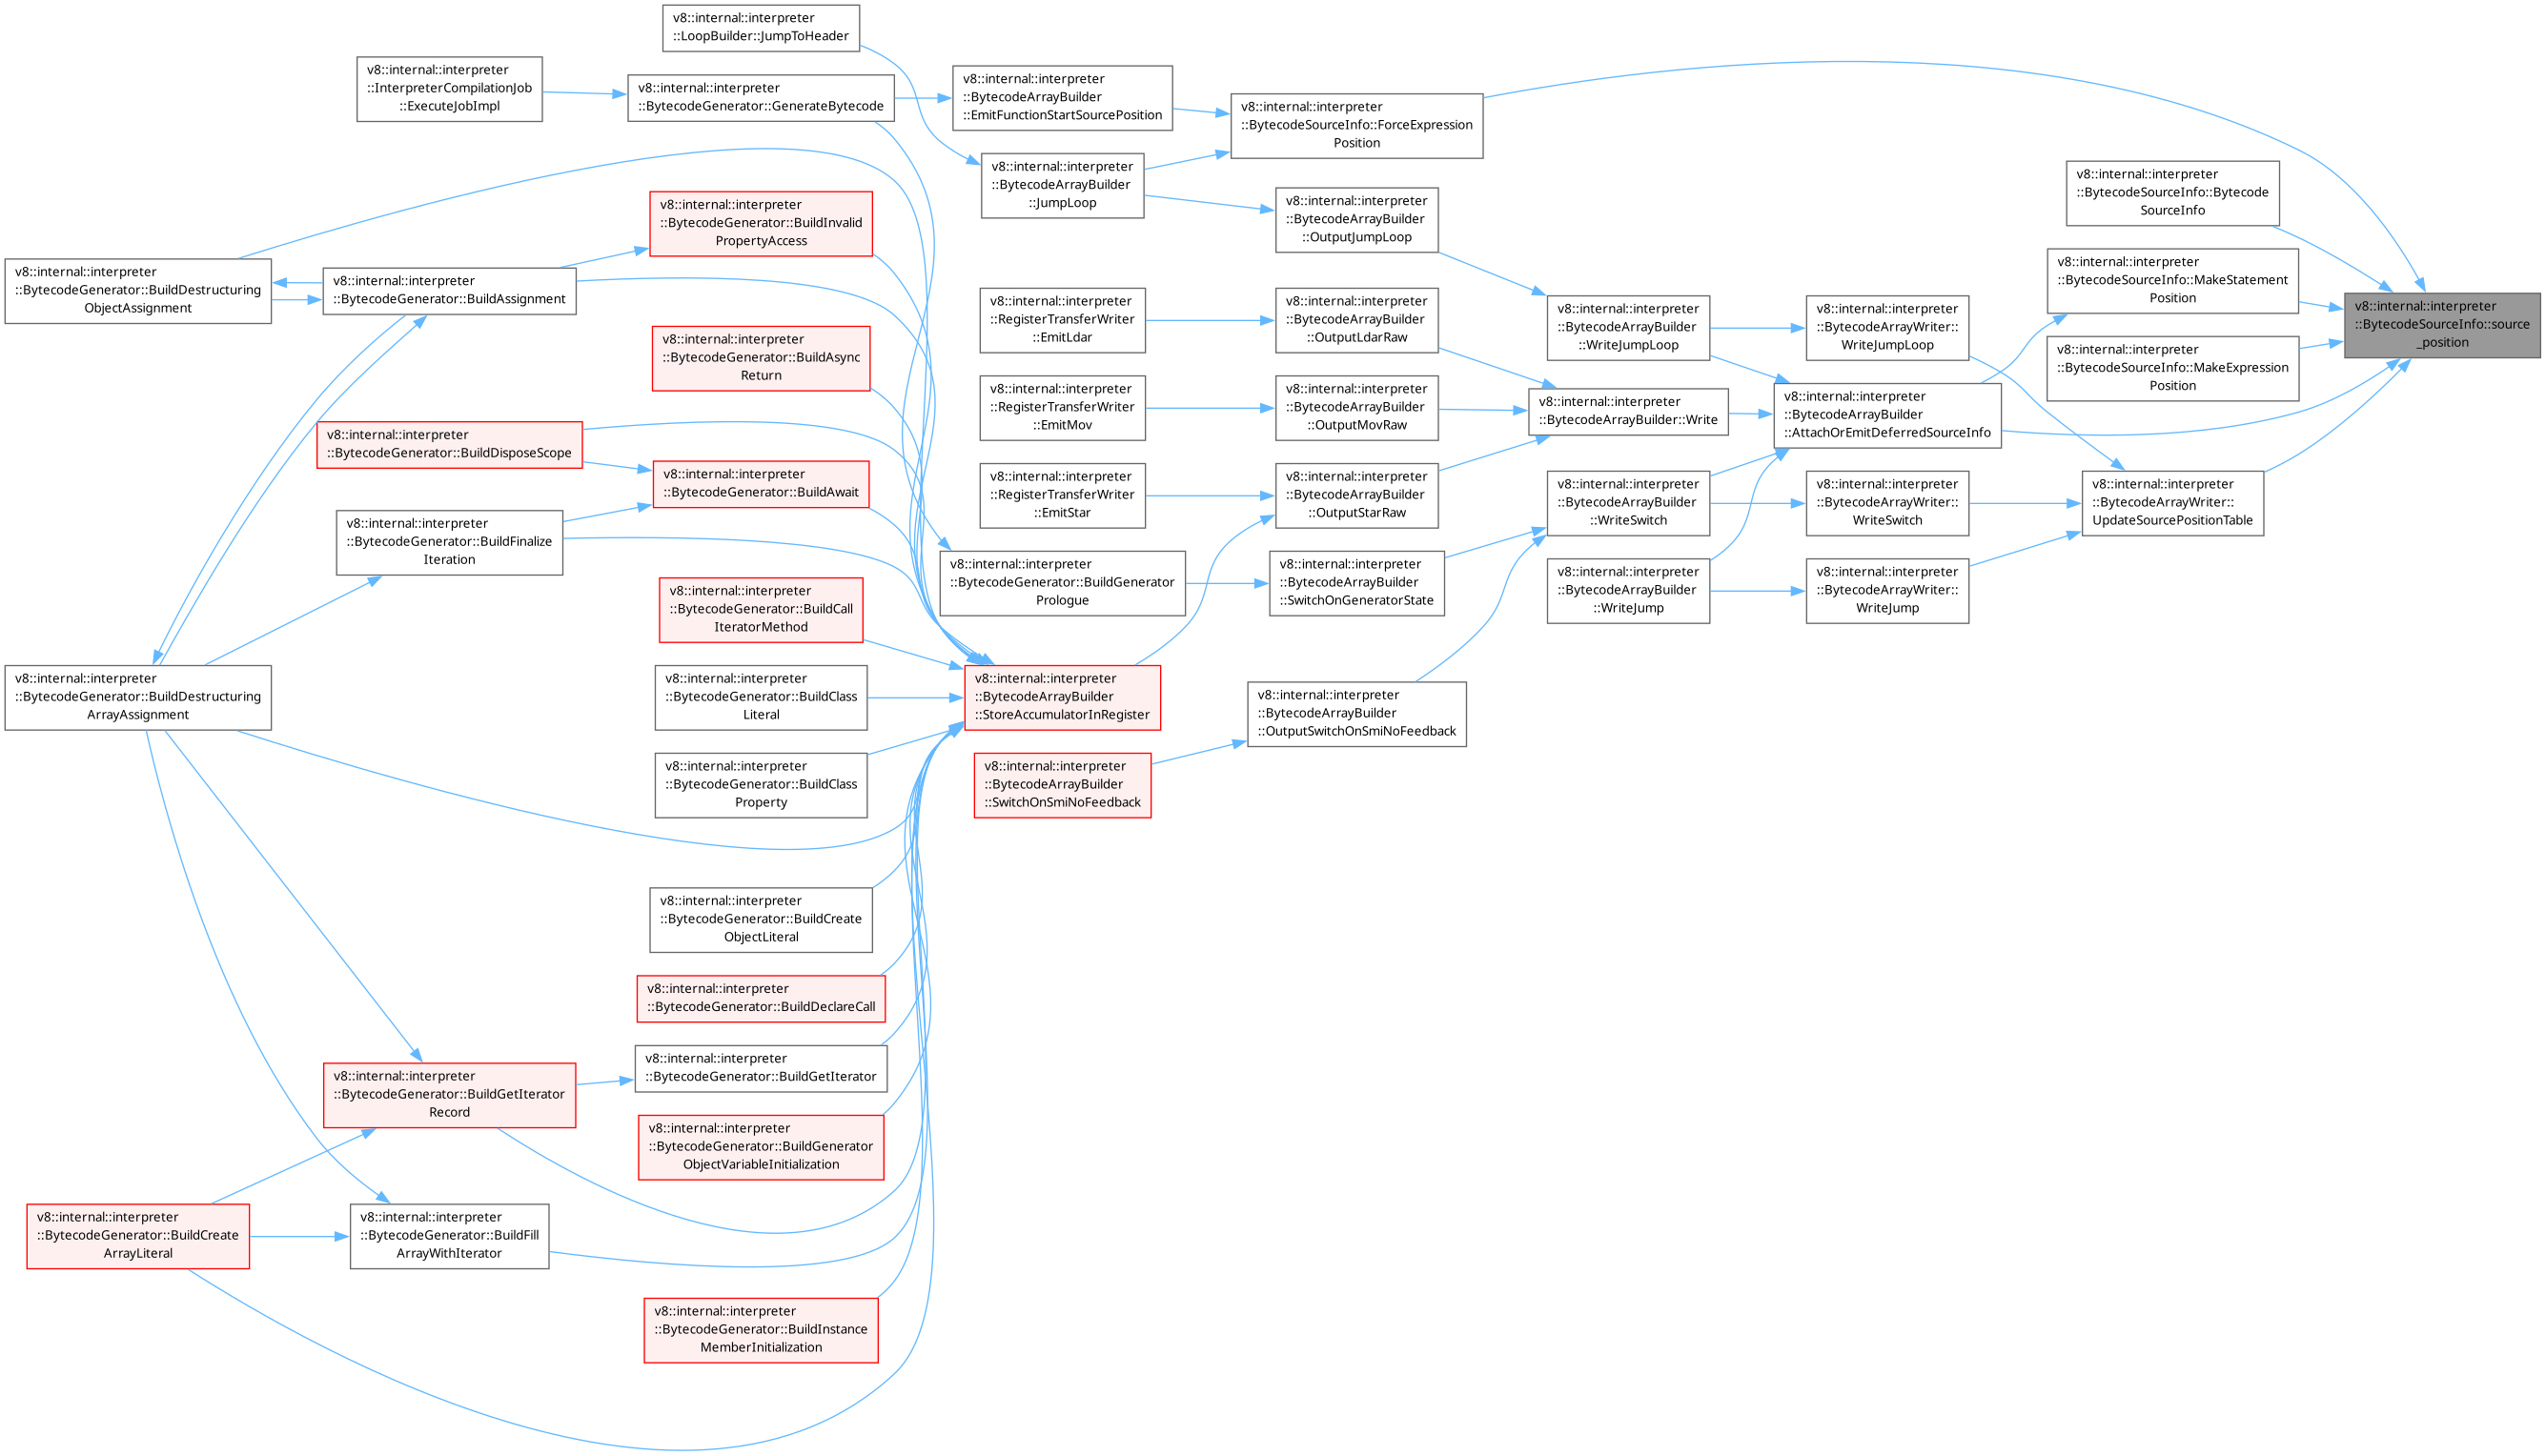 v8::internal::interpreter
::LoopBuilder::JumpToHeader
v8::internal::interpreter
::InterpreterCompilationJob
::ExecuteJobImpl
v8::internal::interpreter
::BytecodeGenerator::GenerateBytecode
v8::internal::interpreter
::BytecodeArrayBuilder
::EmitFunctionStartSourcePosition
v8::internal::interpreter
::BytecodeSourceInfo::ForceExpression
Position
v8::internal::interpreter
::BytecodeArrayBuilder
::JumpLoop
v8::internal::interpreter
::BytecodeSourceInfo::Bytecode
SourceInfo
v8::internal::interpreter
::BytecodeGenerator::BuildInvalid
PropertyAccess
v8::internal::interpreter
::BytecodeArrayBuilder
::OutputJumpLoop
v8::internal::interpreter
::BytecodeSourceInfo::MakeStatement
Position
v8::internal::interpreter
::BytecodeGenerator::BuildDestructuring
ObjectAssignment
v8::internal::interpreter
::BytecodeGenerator::BuildAssignment
v8::internal::interpreter
::RegisterTransferWriter
::EmitLdar
v8::internal::interpreter
::BytecodeArrayBuilder
::OutputLdarRaw
v8::internal::interpreter
::BytecodeArrayBuilder
::WriteJumpLoop
v8::internal::interpreter
::BytecodeArrayWriter::
WriteJumpLoop
v8::internal::interpreter
::BytecodeSourceInfo::source
_position
v8::internal::interpreter
::BytecodeGenerator::BuildAsync
Return
v8::internal::interpreter
::BytecodeSourceInfo::MakeExpression
Position
v8::internal::interpreter
::RegisterTransferWriter
::EmitMov
v8::internal::interpreter
::BytecodeArrayBuilder
::OutputMovRaw
v8::internal::interpreter
::BytecodeArrayBuilder::Write
v8::internal::interpreter
::BytecodeArrayBuilder
::AttachOrEmitDeferredSourceInfo
v8::internal::interpreter
::BytecodeGenerator::BuildDisposeScope
v8::internal::interpreter
::BytecodeGenerator::BuildAwait
v8::internal::interpreter
::RegisterTransferWriter
::EmitStar
v8::internal::interpreter
::BytecodeArrayBuilder
::OutputStarRaw
v8::internal::interpreter
::BytecodeArrayBuilder
::WriteSwitch
v8::internal::interpreter
::BytecodeArrayWriter::
WriteSwitch
v8::internal::interpreter
::BytecodeArrayWriter::
UpdateSourcePositionTable
v8::internal::interpreter
::BytecodeGenerator::BuildFinalize
Iteration
v8::internal::interpreter
::BytecodeGenerator::BuildGenerator
Prologue
v8::internal::interpreter
::BytecodeArrayBuilder
::SwitchOnGeneratorState
v8::internal::interpreter
::BytecodeArrayBuilder
::WriteJump
v8::internal::interpreter
::BytecodeArrayWriter::
WriteJump
v8::internal::interpreter
::BytecodeGenerator::BuildCall
IteratorMethod
v8::internal::interpreter
::BytecodeGenerator::BuildDestructuring
ArrayAssignment
v8::internal::interpreter
::BytecodeGenerator::BuildClass
Literal
v8::internal::interpreter
::BytecodeArrayBuilder
::StoreAccumulatorInRegister
v8::internal::interpreter
::BytecodeArrayBuilder
::OutputSwitchOnSmiNoFeedback
v8::internal::interpreter
::BytecodeGenerator::BuildClass
Property
v8::internal::interpreter
::BytecodeArrayBuilder
::SwitchOnSmiNoFeedback
v8::internal::interpreter
::BytecodeGenerator::BuildCreate
ObjectLiteral
v8::internal::interpreter
::BytecodeGenerator::BuildDeclareCall
v8::internal::interpreter
::BytecodeGenerator::BuildGetIterator
v8::internal::interpreter
::BytecodeGenerator::BuildGetIterator
Record
v8::internal::interpreter
::BytecodeGenerator::BuildGenerator
ObjectVariableInitialization
v8::internal::interpreter
::BytecodeGenerator::BuildCreate
ArrayLiteral
v8::internal::interpreter
::BytecodeGenerator::BuildFill
ArrayWithIterator
v8::internal::interpreter
::BytecodeGenerator::BuildInstance
MemberInitialization